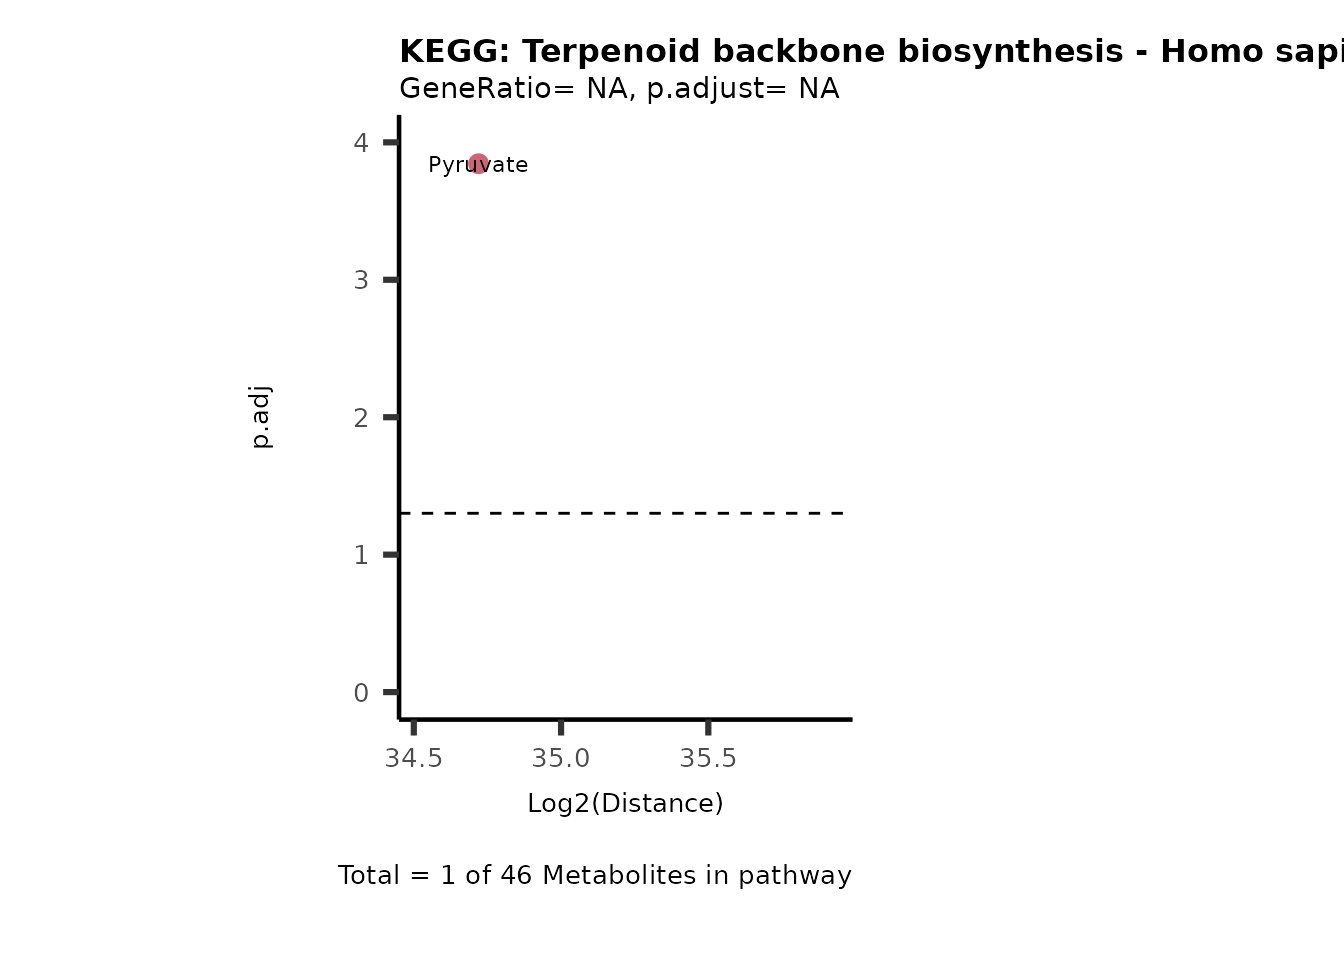 KEGG: Terpenoid backbone biosynthesis - Homo sapi
GeneRatio= NA, p.adjust= NA
4
Pyruvate
3
2
p.adj
1
0
34.5 35.0 35.5
Log2(Distance)
Total = 1 of 46 Metabolites in pathway